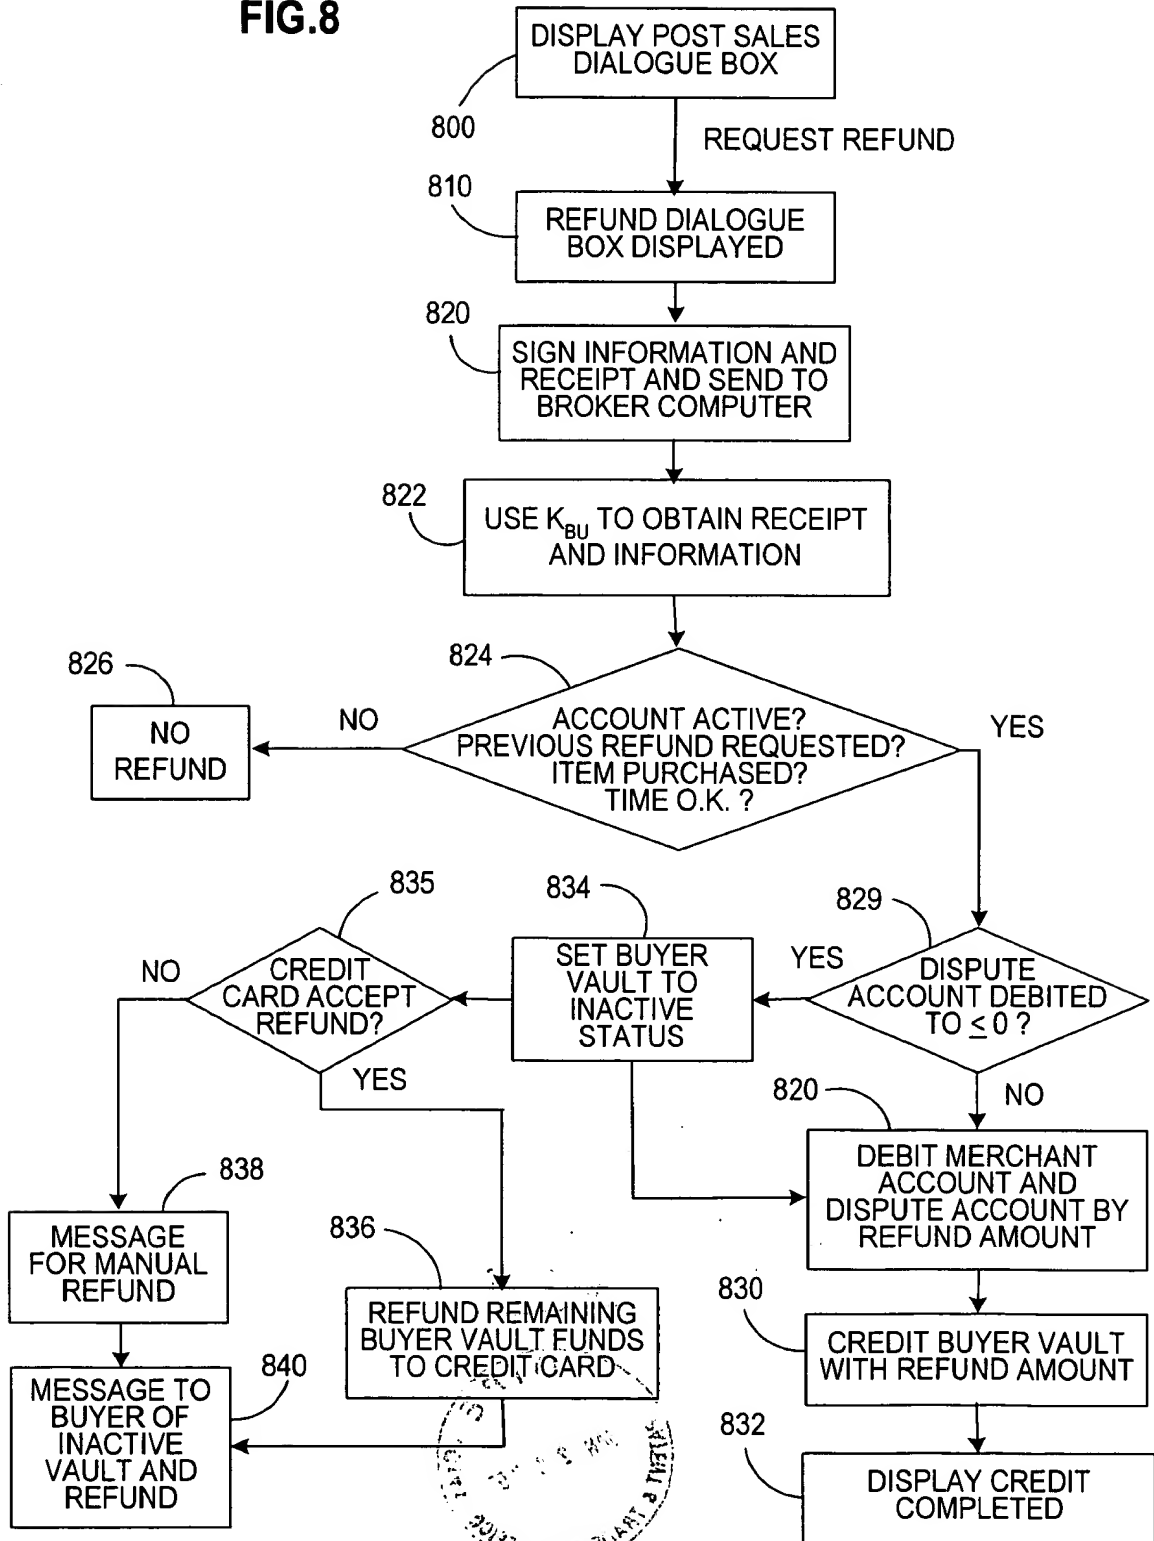 FIG.8
DISPLAY POST SALES
DIALOGUE BOX
800
REQUEST REFUND
810
REFUND DIALOGUE
BOX DISPLAYED
820
SIGN INFORMATION AND
RECEIPT AND SEND TO
BROKER COMPUTER
822
USE KBU TO OBTAIN RECEIPT
AND INFORMATION
824
ACCOUNT ACTIVE?
PREVIOUS REFUND REQUESTED?
ITEM PURCHASED?
TIME O.K. ?
NO
YES
826
NO
REFUND
829
DISPUTE
ACCOUNT DEBITED
TO ≤ 0 ?
YES
NO
834
SET BUYER
VAULT TO
INACTIVE
STATUS
835
CREDIT
CARD ACCEPT
REFUND?
NO
YES
820
DEBIT MERCHANT
ACCOUNT AND
DISPUTE ACCOUNT BY
REFUND AMOUNT
838
MESSAGE
FOR MANUAL
REFUND
836
REFUND REMAINING
BUYER VAULT FUNDS
TO CREDIT CARD
830
CREDIT BUYER VAULT
WITH REFUND AMOUNT
840
MESSAGE TO
BUYER OF
INACTIVE
VAULT AND
REFUND
832
DISPLAY CREDIT
COMPLETED